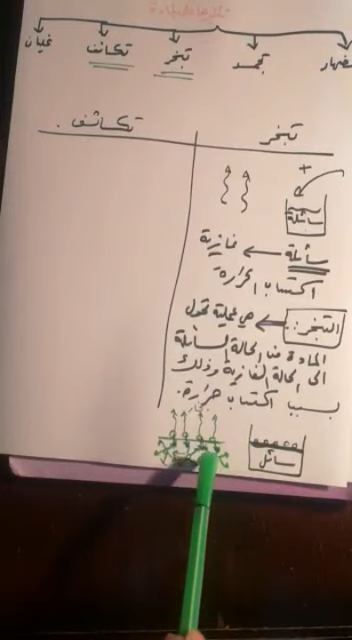 انصهار تجمد تبخر تكاثف غليان
تبخر تكاثف .
+
سائلة
سائلة ← غازية
اكتساب الحرارة
التبخر: ← هي عملية تحول
المادة من الحالة السائلة
الى الحالة الغازية وذلك
بسبب اكتساب حرارة.
سائل